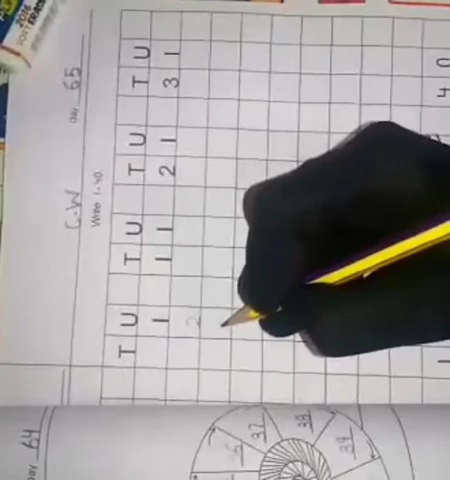 C-W Day 65
Write 1-40.
T U T U T U T U
1 1 1 2 1 3 1
2
4 0
Day 64
37 38 39